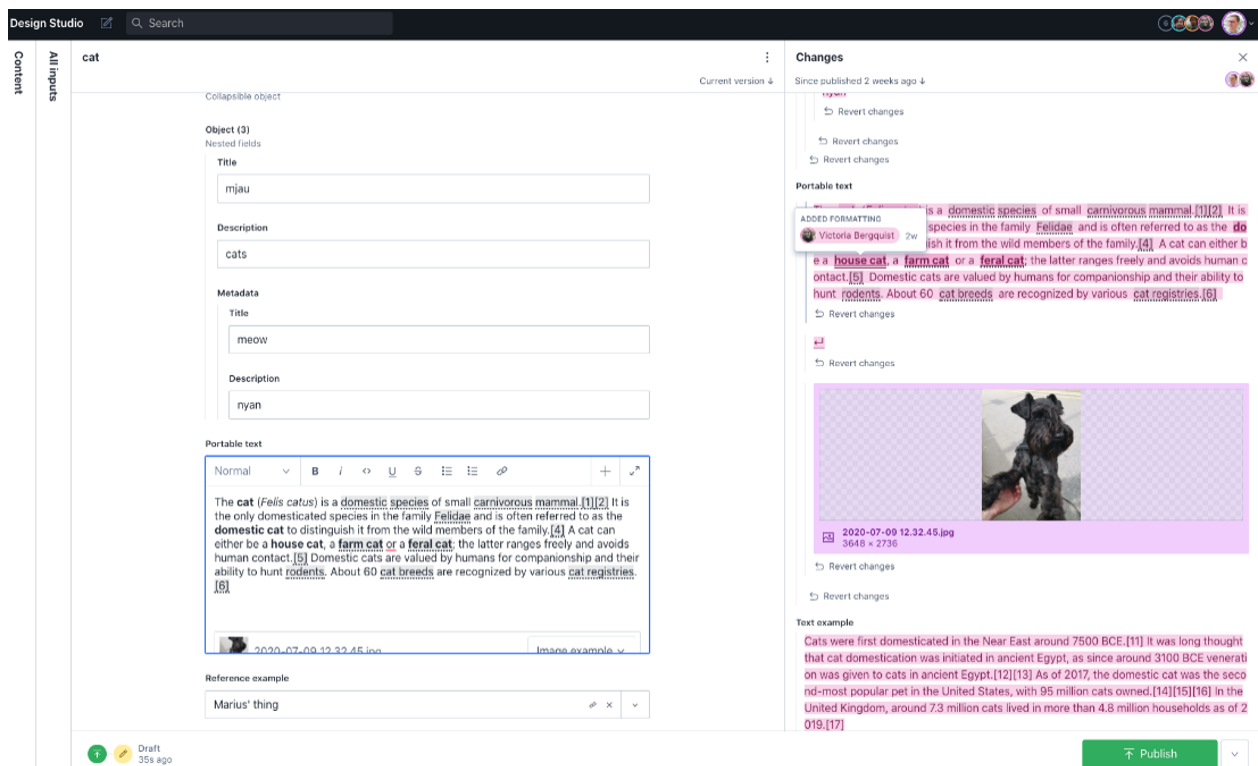 Design Studio
Search
6
Content
All inputs
cat
Current version ↓
Collapsible object
Object (3)
Nested fields
Title
mjau
Description
cats
Metadata
Title
meow
Description
nyan
Portable text
Normal
B i <> U S
The cat (Felis catus) is a domestic species of small carnivorous mammal.[1][2] It is
the only domesticated species in the family Felidae and is often referred to as the
domestic cat to distinguish it from the wild members of the family.[4] A cat can
either be a house cat, a farm cat or a feral cat; the latter ranges freely and avoids
human contact.[5] Domestic cats are valued by humans for companionship and their
ability to hunt rodents. About 60 cat breeds are recognized by various cat registries.
[6]
2020-07-09 12.32.45.jpg
Image example
Reference example
Marius' thing
Draft
35s ago
Changes
Since published 2 weeks ago ↓
nyan
Revert changes
Revert changes
Revert changes
Portable text
is a domestic species of small carnivorous mammal.[1][2] It is
ADDED FORMATTING
Victoria Bergquist 2w
species in the family Felidae and is often referred to as the do
ish it from the wild members of the family.[4] A cat can either b
e a house cat, a farm cat or a feral cat; the latter ranges freely and avoids human c
ontact.[5] Domestic cats are valued by humans for companionship and their ability to
hunt rodents. About 60 cat breeds are recognized by various cat registries.[6]
Revert changes
Revert changes
2020-07-09 12.32.45.jpg
3648 × 2736
Revert changes
Revert changes
Text example
Cats were first domesticated in the Near East around 7500 BCE.[11] It was long thought
that cat domestication was initiated in ancient Egypt, as since around 3100 BCE venerati
on was given to cats in ancient Egypt.[12][13] As of 2017, the domestic cat was the seco
nd-most popular pet in the United States, with 95 million cats owned.[14][15][16] In the
United Kingdom, around 7.3 million cats lived in more than 4.8 million households as of 2
019.[17]
Publish